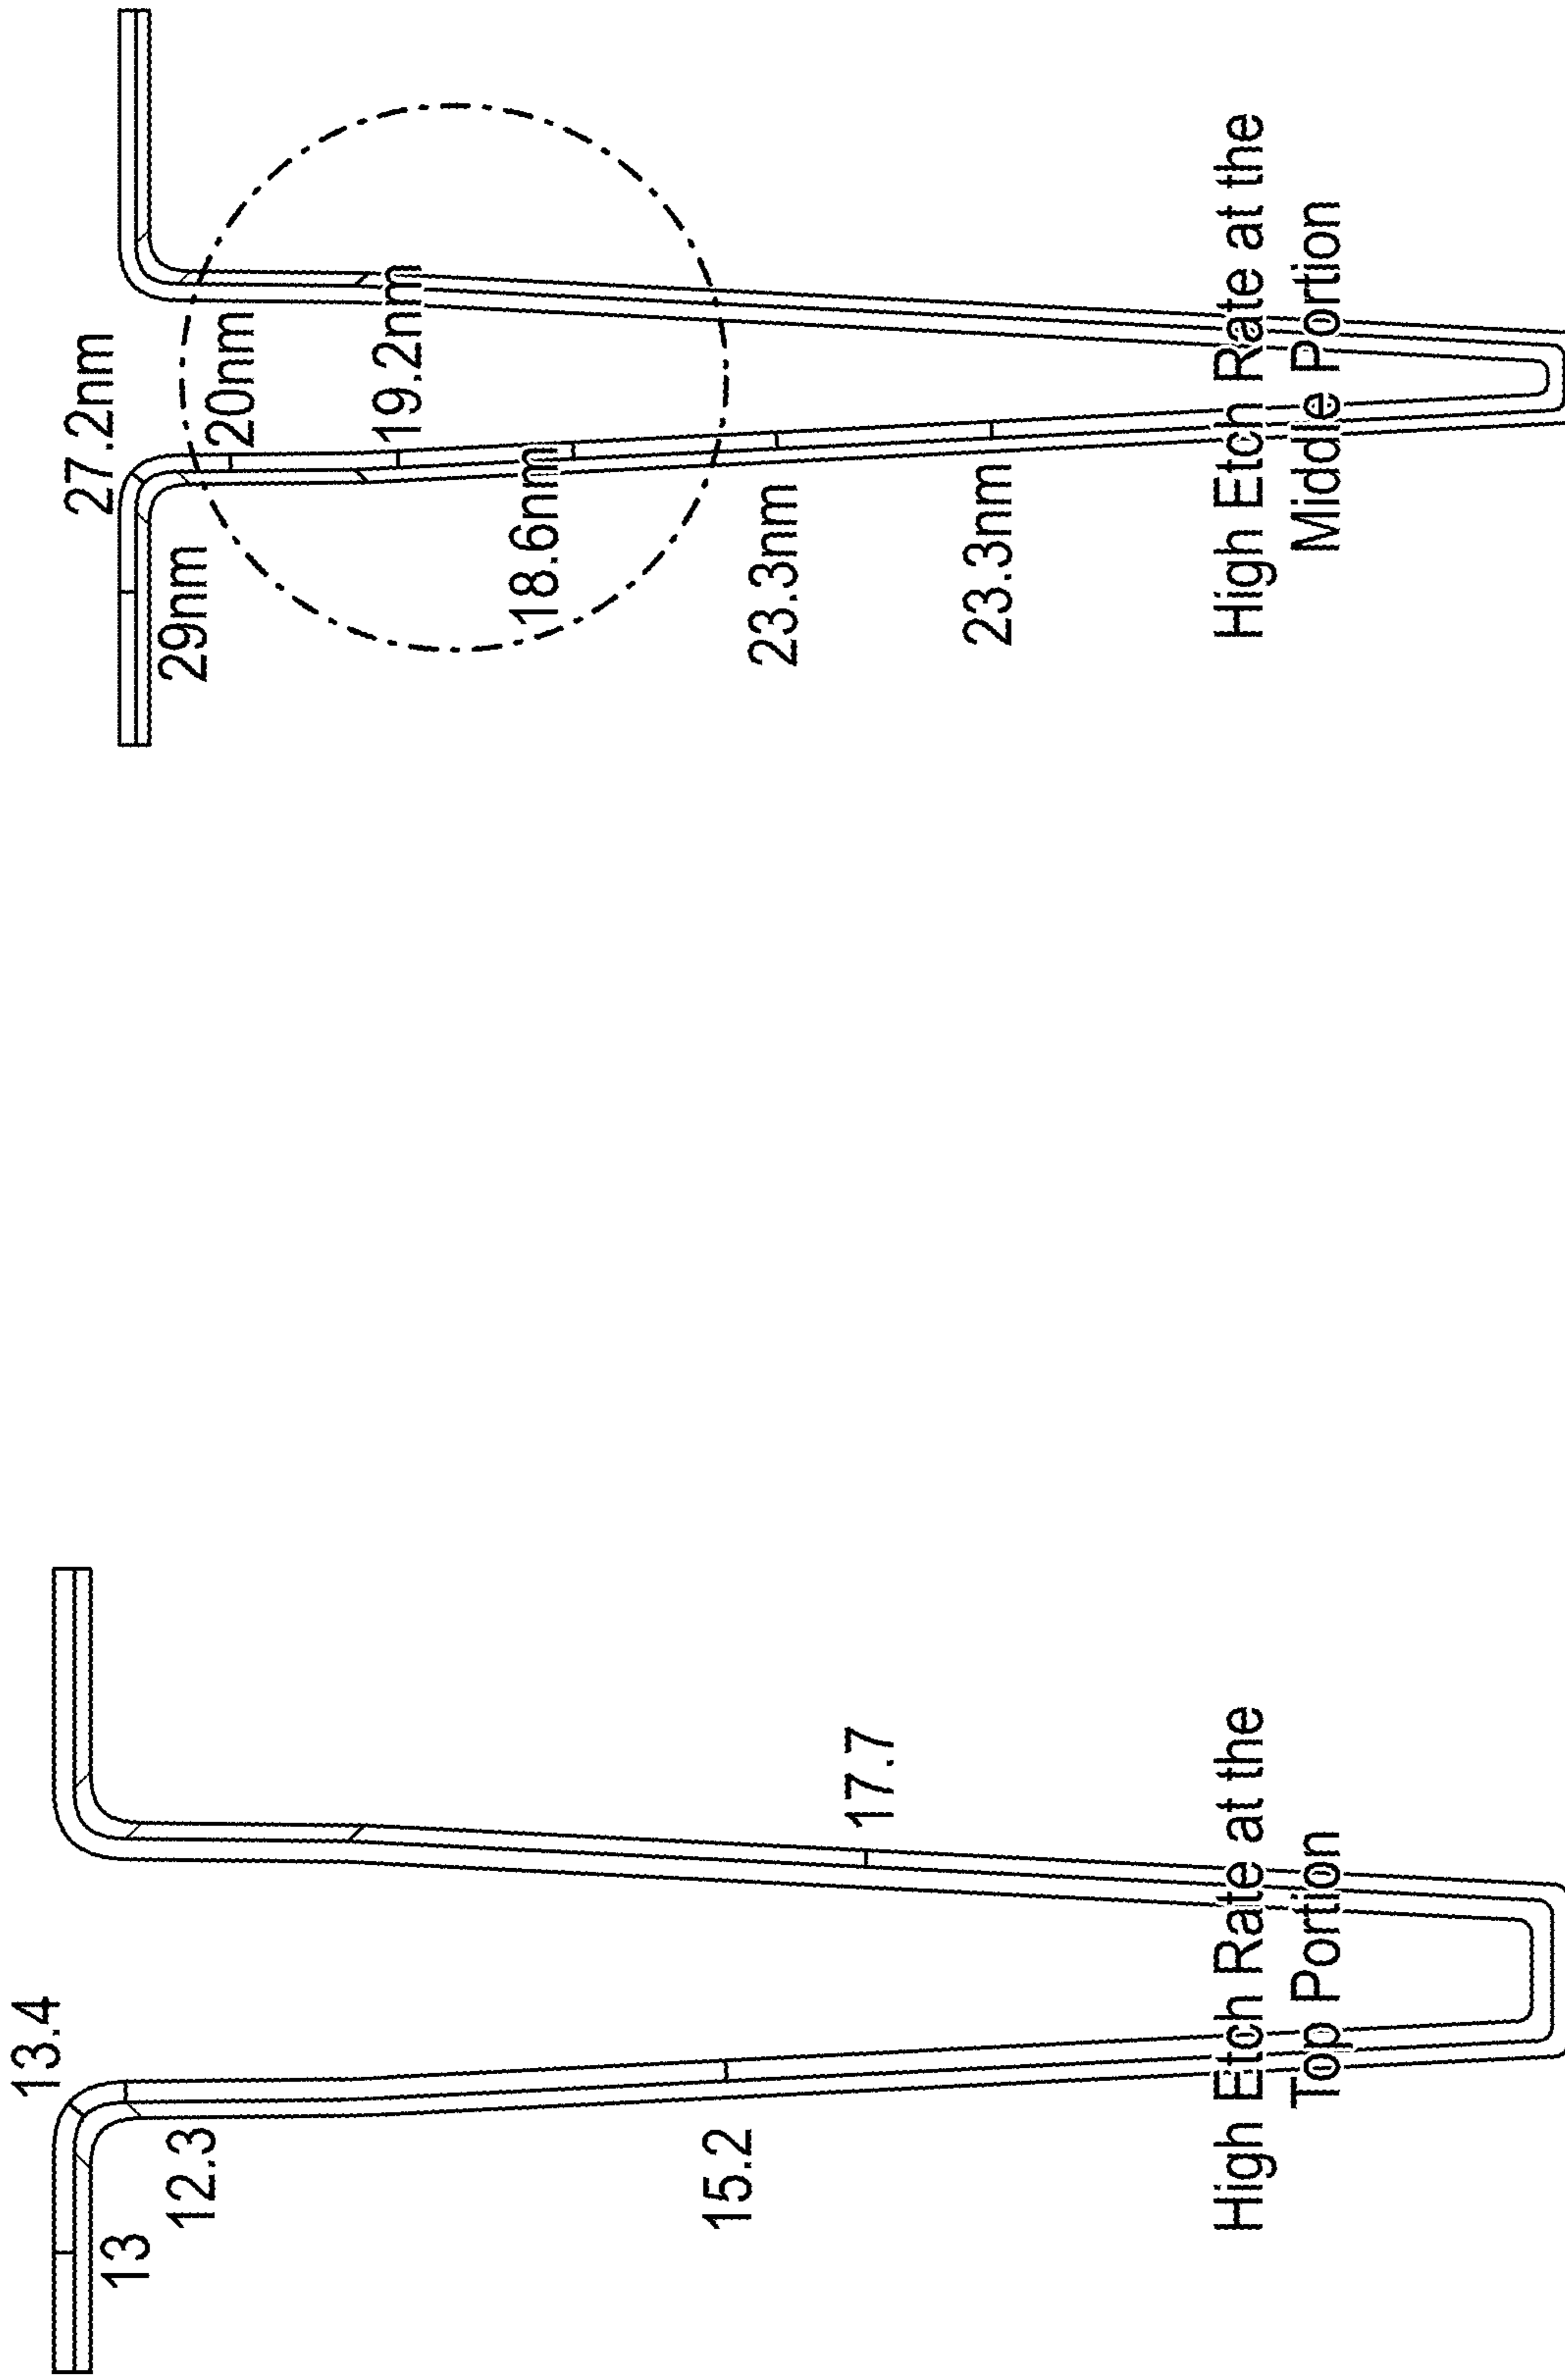 13.4
13
12.3
15.2
17.7
High Etch Rate at the
Top Portion
27.2nm
29nm
20nm
19.2nm
18.6nm
23.3nm
23.3nm
High Etch Rate at the
Middle Portion